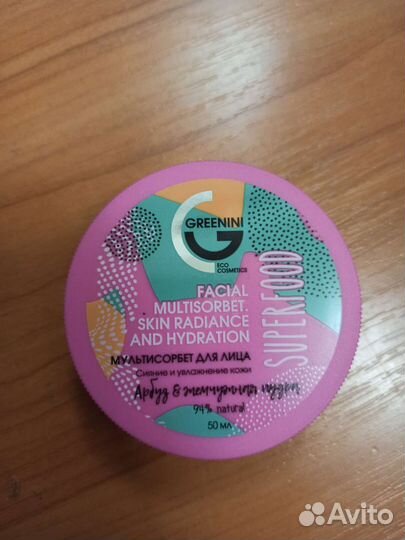 GREENINI
ECO
COSMETICS
FACIAL
MULTISORBET.
SKIN RADIANCE
AND HYDRATION
SUPERFOOD
МУЛЬТИСОРБЕТ ДЛЯ ЛИЦА
Сияние и увлажнение кожи
Арбуз & жемчужная пудра
94% natural
50 МЛ
Avito